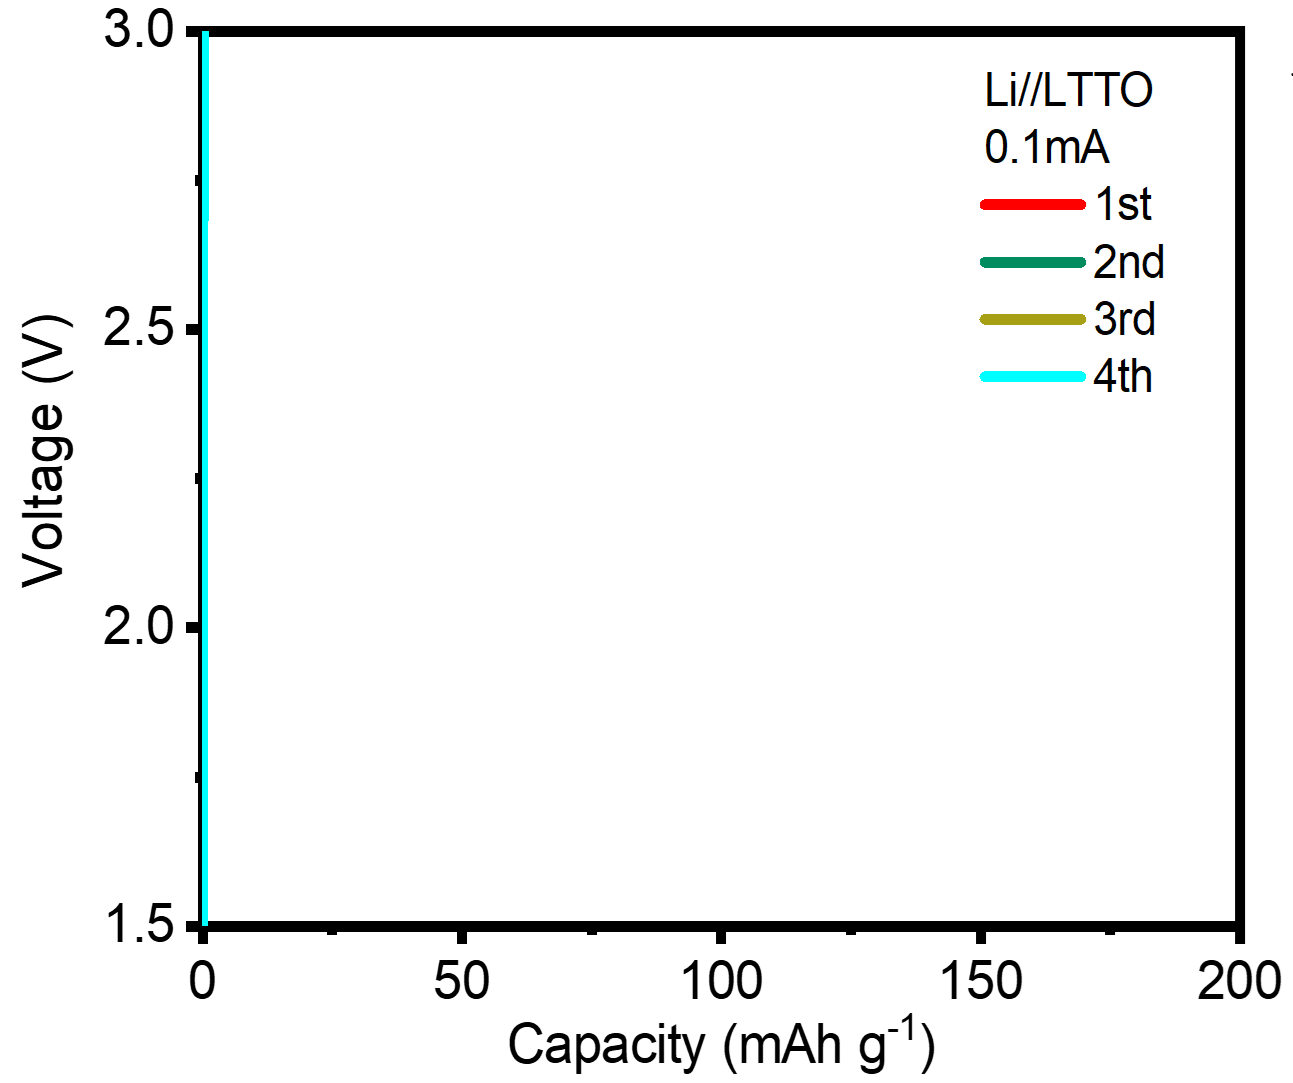 3.0
2.5
2.0
1.5
Voltage (V)
Li//LTTO
0.1mA
1st
2nd
3rd
4th
0 50 100 150 200
Capacity (mAh g⁻¹)